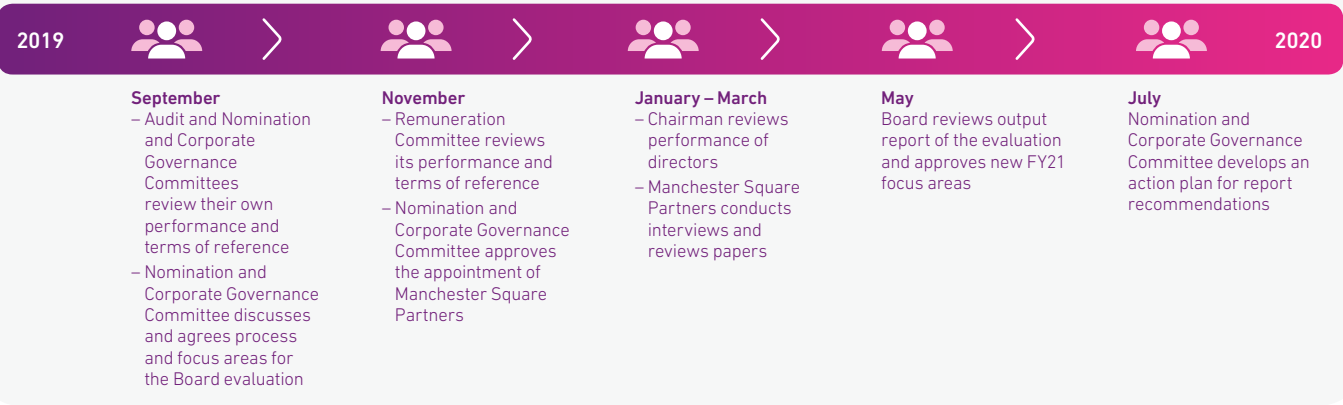 2019
2020
September
– Audit and Nomination
and Corporate
Governance
Committees
review their own
performance and
terms of reference
– Nomination and
Corporate Governance
Committee discusses
and agrees process
and focus areas for
the Board evaluation
November
– Remuneration
Committee reviews
its performance and
terms of reference
– Nomination and
Corporate Governance
Committee approves
the appointment of
Manchester Square
Partners
January – March
– Chairman reviews
performance of
directors
– Manchester Square
Partners conducts
interviews and
reviews papers
May
Board reviews output
report of the evaluation
and approves new FY21
focus areas
July
Nomination and
Corporate Governance
Committee develops an
action plan for report
recommendations